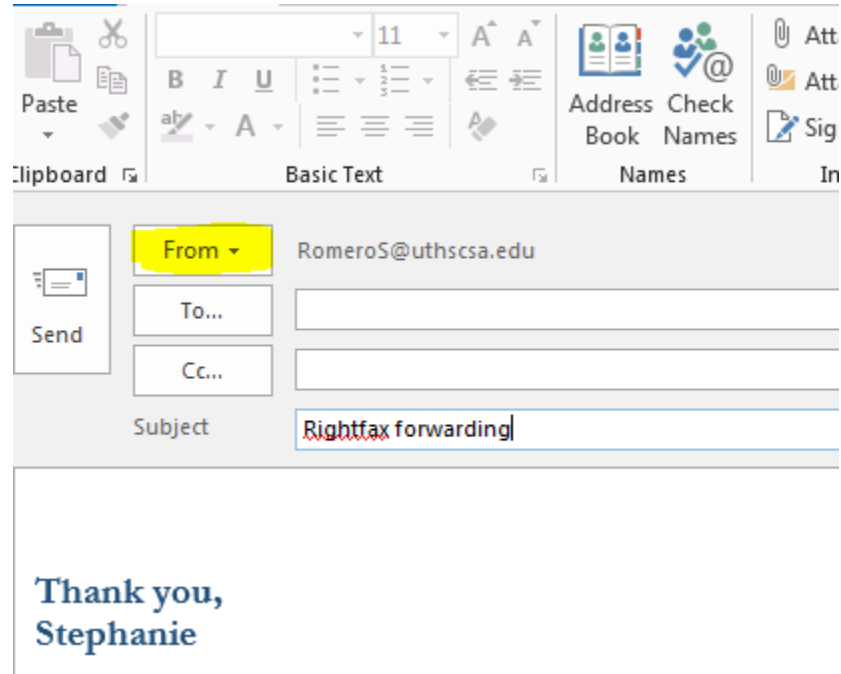 11 A A Att
Paste B I U Address Check Att
aby A Book Names Sig
Clipboard Basic Text Names In
From RomeroS@uthscsa.edu
To...
Send
Cc...
Subject Rightfax forwarding
Thank you,
Stephanie